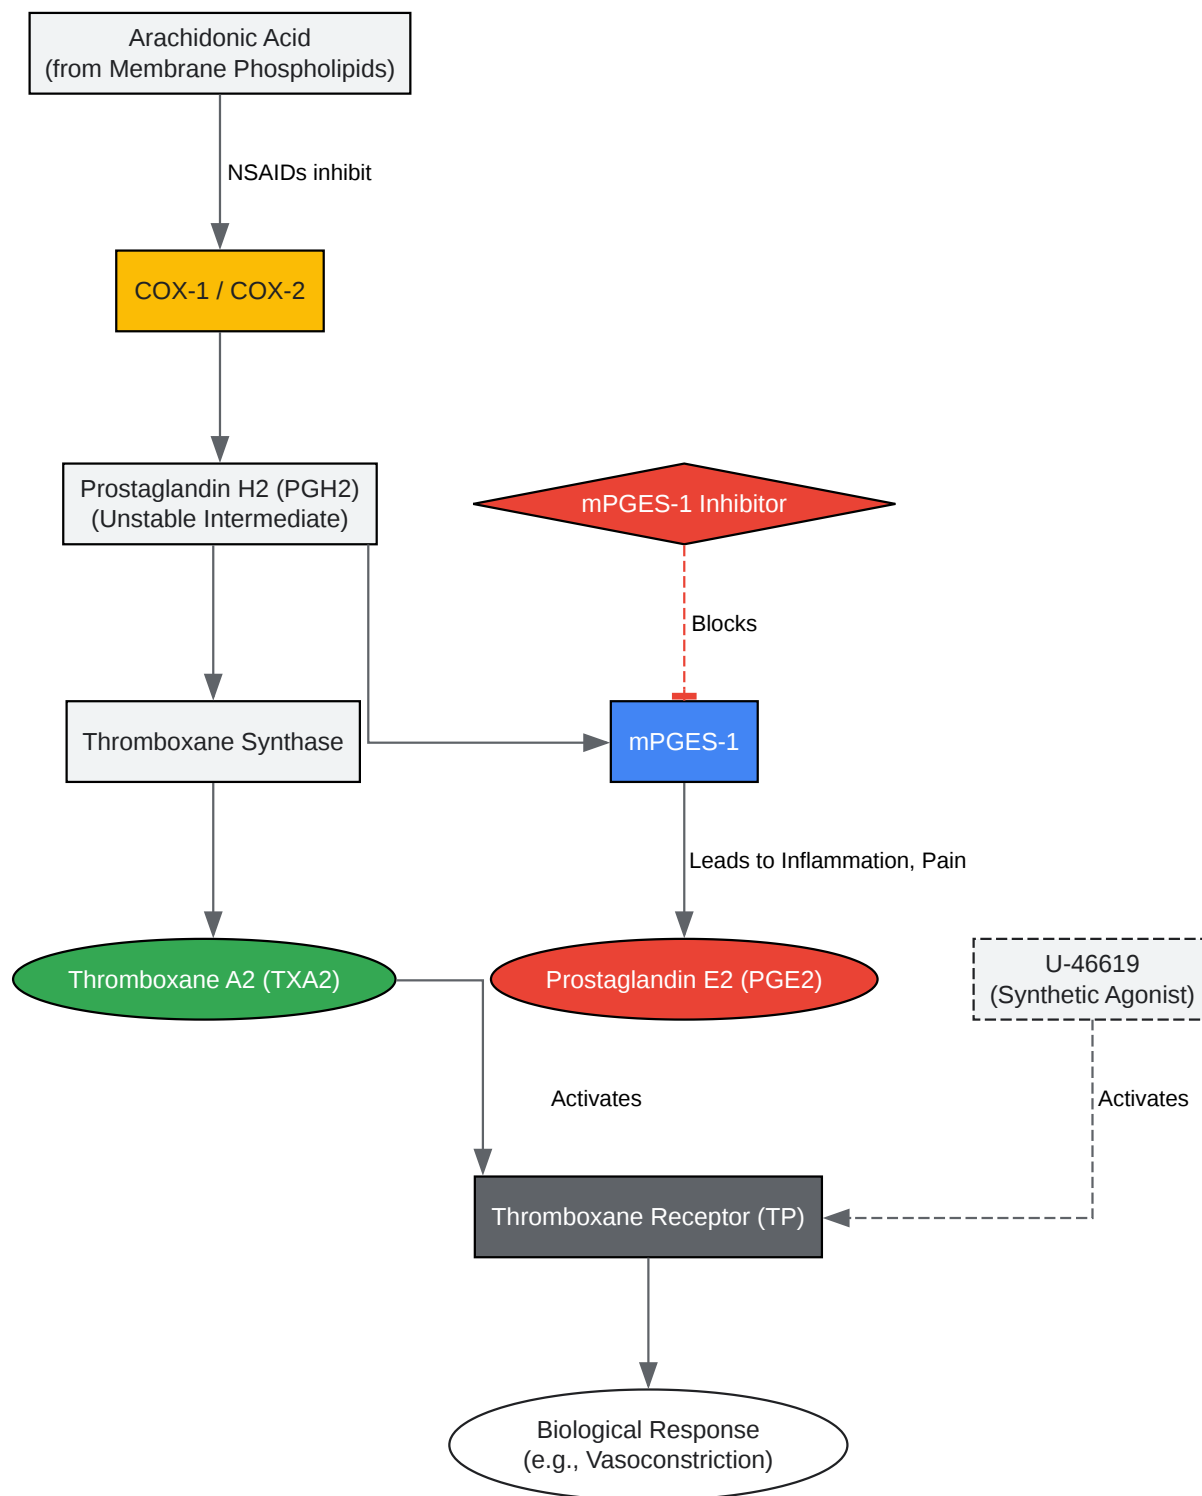 Arachidonic Acid
(from Membrane Phospholipids)
NSAIDs inhibit
COX-1 / COX-2
Prostaglandin H2 (PGH2)
(Unstable Intermediate)
mPGES-1 Inhibitor
Blocks
Thromboxane Synthase
mPGES-1
Leads to Inflammation, Pain
Thromboxane A2 (TXA2)
Prostaglandin E2 (PGE2)
U-46619
(Synthetic Agonist)
Activates
Activates
Thromboxane Receptor (TP)
Biological Response
(e.g., Vasoconstriction)